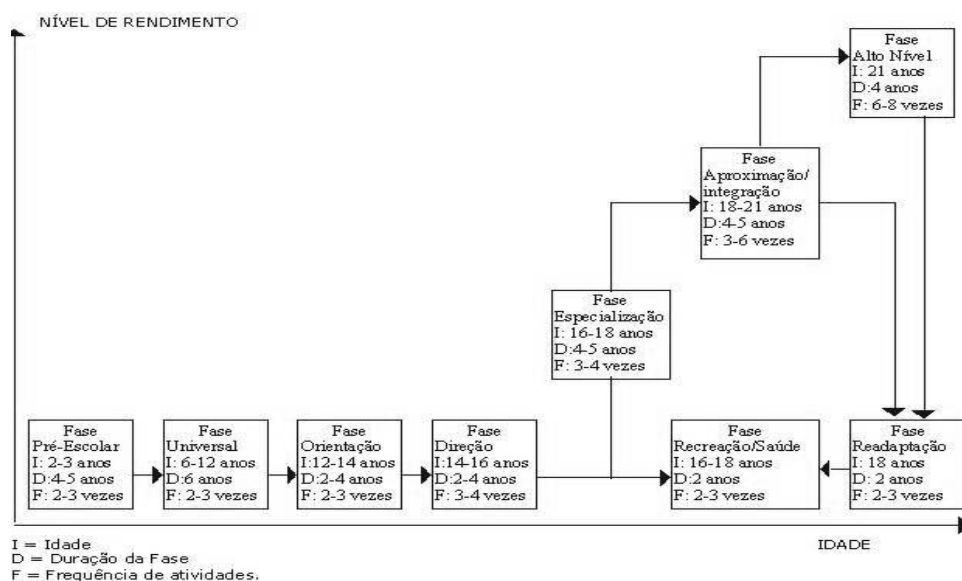 NÍVEL DE RENDIMENTO
Fase
Alto Nível
I: 21 anos
D:4 anos
F: 6-8 vezes
Fase
Aproximação/
integração
I: 18-21 anos
D:4-5 anos
F: 3-6 vezes
Fase
Especialização
I: 16-18 anos
D:4-5 anos
F: 3-4 vezes
Fase
Pré-Escolar
I: 2-3 anos
D:4-5 anos
F: 2-3 vezes
Fase
Universal
I: 6-12 anos
D:6 anos
F: 2-3 vezes
Fase
Orientação
I:12-14 anos
D:2-4 anos
F: 2-3 vezes
Fase
Direção
I:14-16 anos
D:2-4 anos
F: 3-4 vezes
Fase
Recreação/Saúde
I: 16-18 anos
D:2 anos
F: 2-3 vezes
Fase
Readaptação
I: 18 anos
D: 2 anos
F: 2-3 vezes
IDADE
I = Idade
D = Duração da Fase
F = Frequência de atividades.